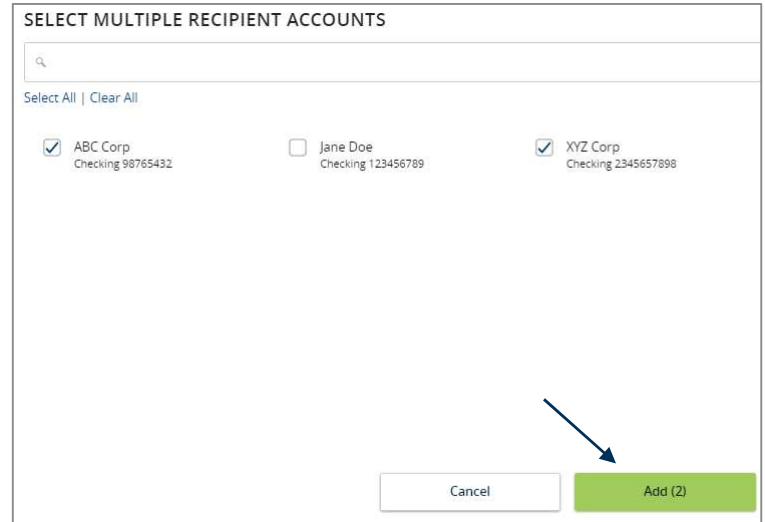 SELECT MULTIPLE RECIPIENT ACCOUNTS
Select All | Clear All
ABC Corp
Checking 98765432
Jane Doe
Checking 123456789
XYZ Corp
Checking 2345657898
Cancel
Add (2)